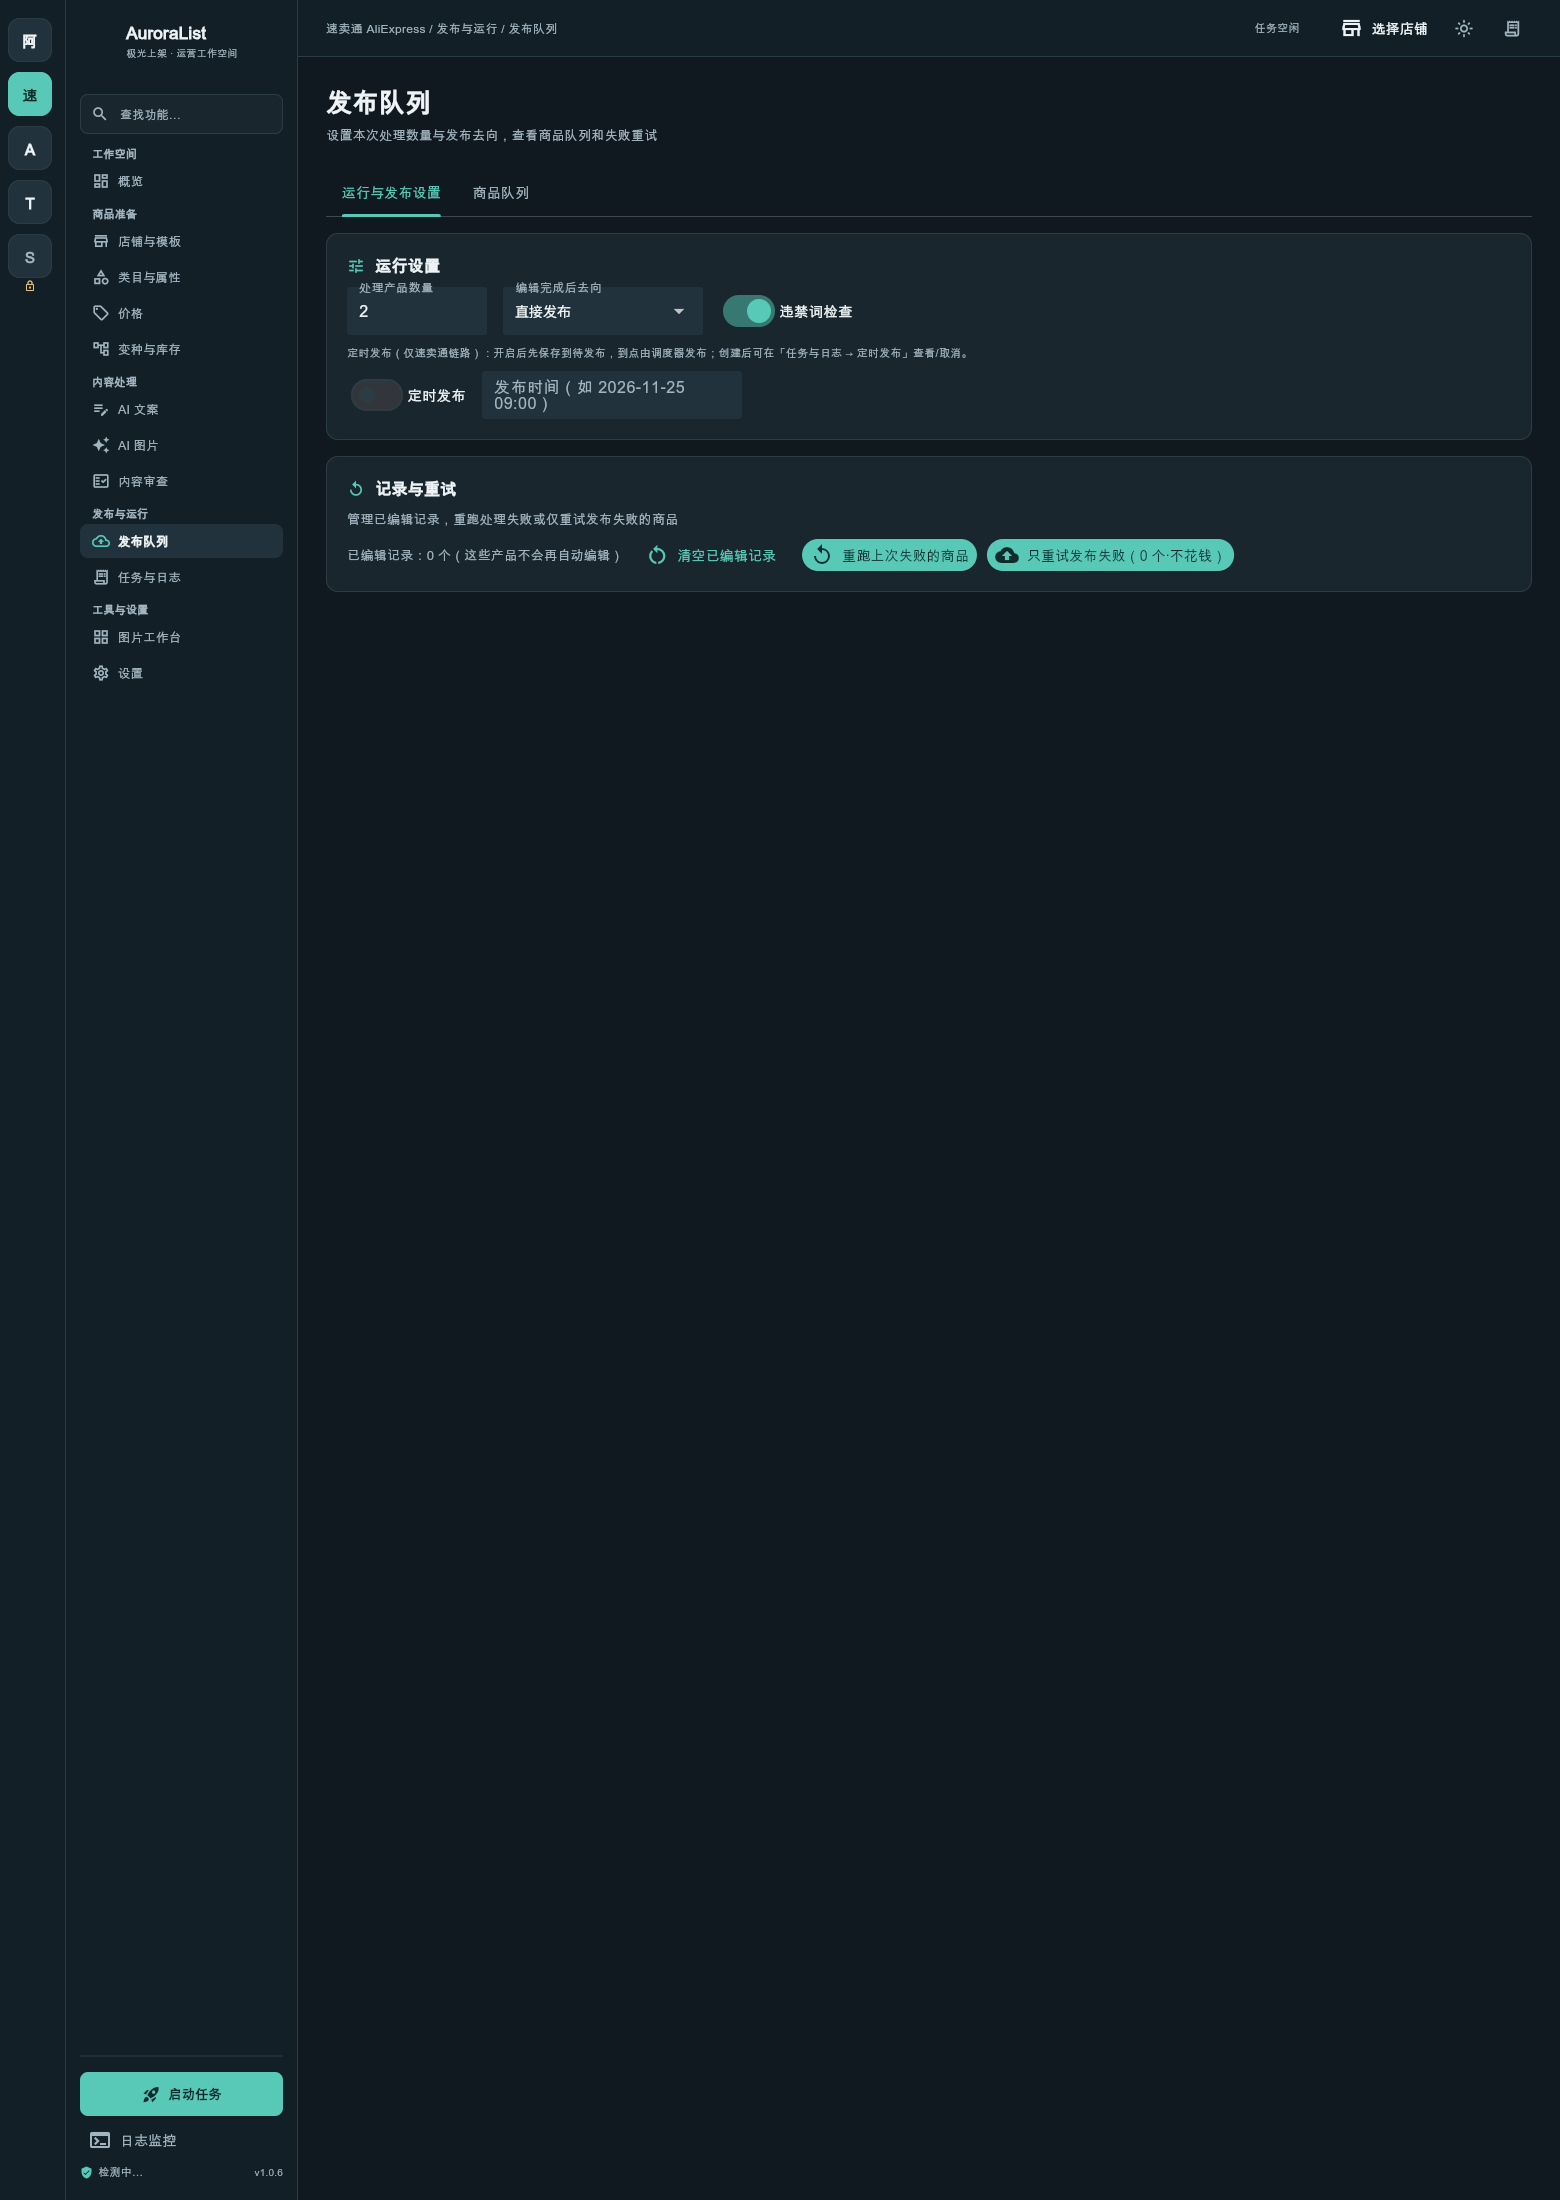 阿
速
A
T
S
AuroraList
极光上架 · 运营工作空间
查找功能...
工作空间
概览
商品准备
店铺与模板
类目与属性
价格
变种与库存
内容处理
AI 文案
AI 图片
内容审查
发布与运行
发布队列
任务与日志
工具与设置
图片工作台
设置
启动任务
日志监控
检测中...
v1.0.6
速卖通 AliExpress / 发布与运行 / 发布队列
任务空闲
选择店铺
发布队列
设置本次处理数量与发布去向，查看商品队列和失败重试
运行与发布设置
商品队列
运行设置
处理产品数量
2
编辑完成后去向
直接发布
违禁词检查
定时发布（仅速卖通链路）：开启后先保存到待发布，到点由调度器发布；创建后可在「任务与日志 → 定时发布」查看/取消。
定时发布
发布时间（如 2026-11-25
09:00）
记录与重试
管理已编辑记录，重跑处理失败或仅重试发布失败的商品
已编辑记录：0 个（这些产品不会再自动编辑）
清空已编辑记录
重跑上次失败的商品
只重试发布失败（0 个·不花钱）